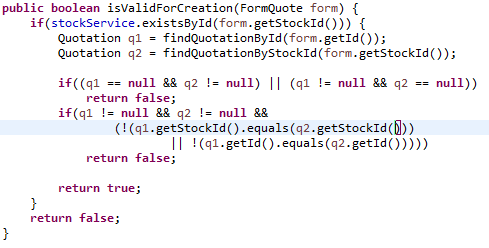 public boolean isValidForCreation(FormQuote form) {
if(stockService.existsById(form.getStockId())) {
Quotation q1 = findQuotationById(form.getId());
Quotation q2 = findQuotationByStockId(form.getStockId());
if((q1 == null && q2 != null) || (q1 != null && q2 == null))
return false;
if(q1 != null && q2 != null &&
(!(q1.getStockId().equals(q2.getStockId()))
|| !(q1.getId().equals(q2.getId()))))
return false;
return true;
}
return false;
}